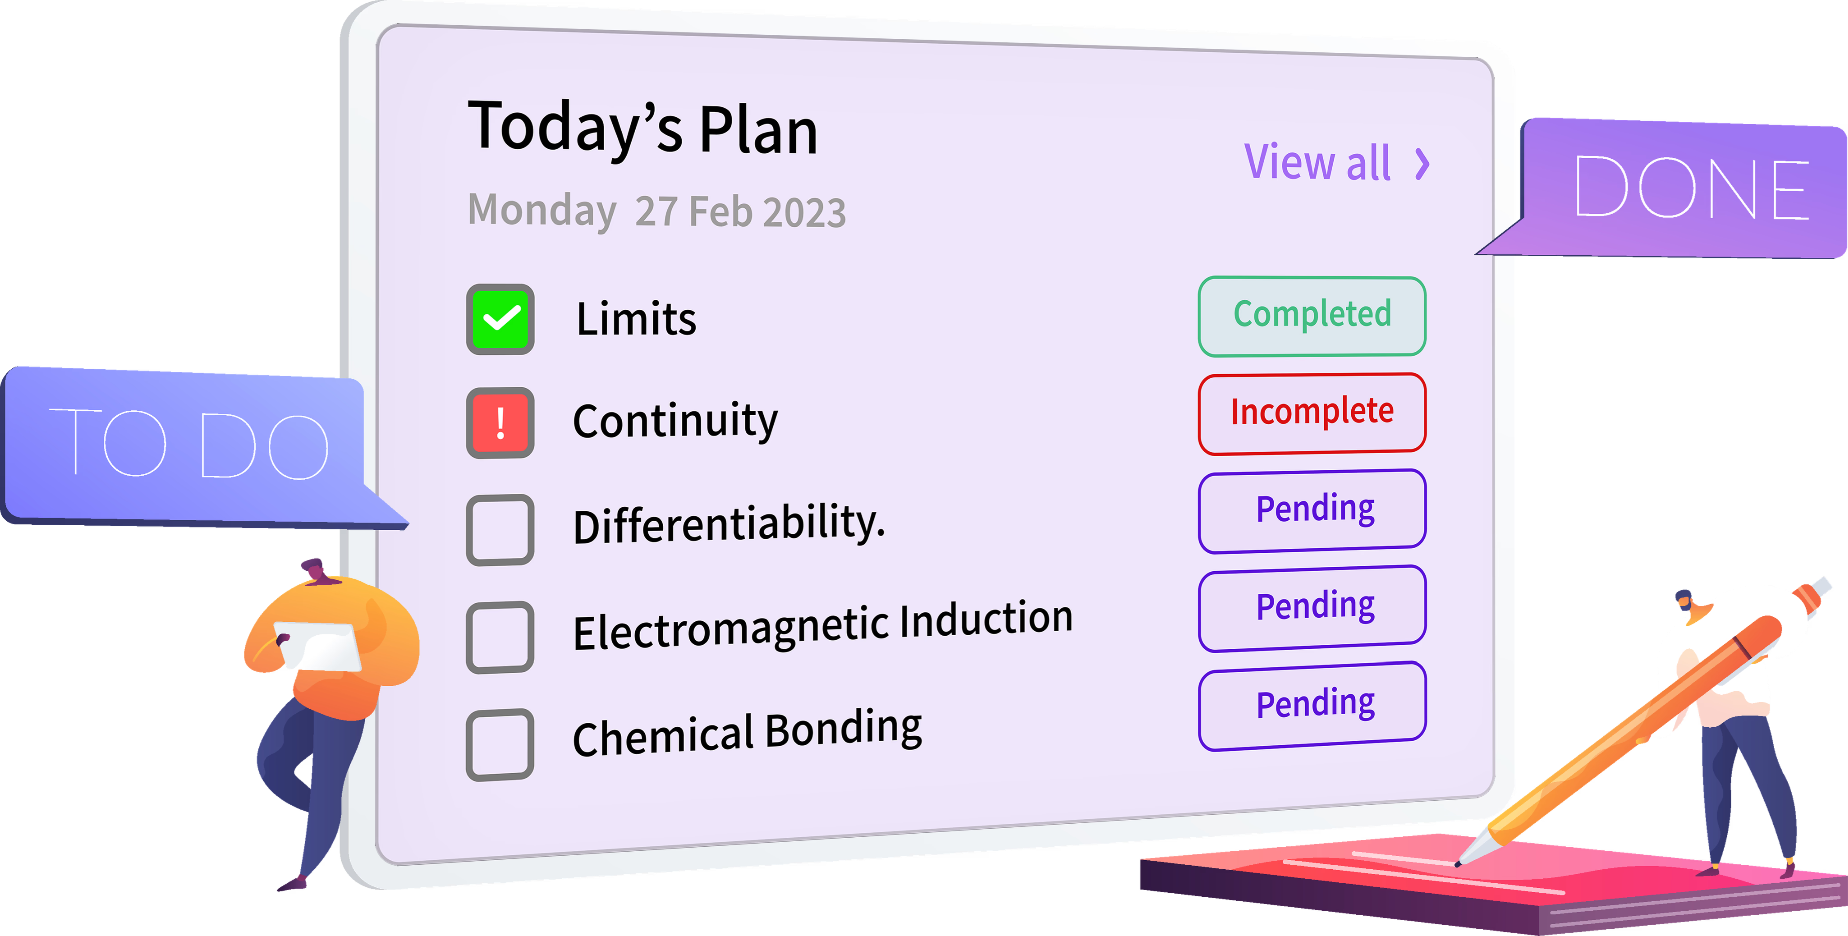 Today’s Plan
View all ❯
Monday 27 Feb 2023
DONE
Limits
Completed
! Continuity
Incomplete
TO DO
Differentiability.
Pending
Electromagnetic Induction
Pending
Chemical Bonding
Pending